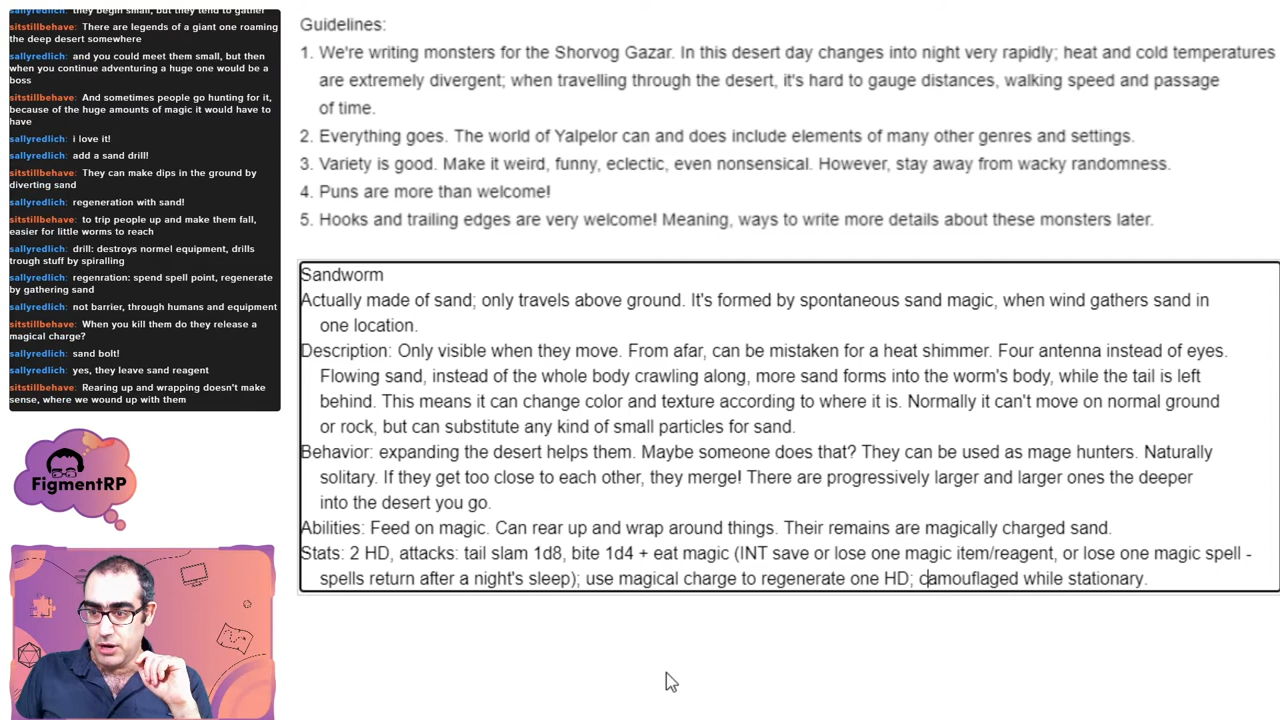 they begin small, but they tend to gather
sitstillbehave: There are legends of a giant one roaming
the deep desert somewhere
sallyredlich: and you could meet them small, but then
when you continue adventuring a huge one would be a
boss
sitstillbehave: And sometimes people go hunting for it,
because of the huge amounts of magic it would have to
have
sallyredlich: i love it!
sallyredlich: add a sand drill!
sitstillbehave: They can make dips in the ground by
diverting sand
sallyredlich: regeneration with sand!
sitstillbehave: to trip people up and make them fall,
easier for little worms to reach
sallyredlich: drill: destroys normel equipment, drills
trough stuff by spiralling
sallyredlich: regenration: spend spell point, regenerate
by gathering sand
sallyredlich: not barrier, through humans and equipment
sitstillbehave: When you kill them do they release a
magical charge?
sallyredlich: sand bolt!
sallyredlich: yes, they leave sand reagent
sitstillbehave: Rearing up and wrapping doesn't make
sense, where we wound up with them
FigmentRP
Guidelines:
1. We're writing monsters for the Shorvog Gazar. In this desert day changes into night very rapidly; heat and cold temperatures
are extremely divergent; when travelling through the desert, it's hard to gauge distances, walking speed and passage
of time.
2. Everything goes. The world of Yalpelor can and does include elements of many other genres and settings.
3. Variety is good. Make it weird, funny, eclectic, even nonsensical. However, stay away from wacky randomness.
4. Puns are more than welcome!
5. Hooks and trailing edges are very welcome! Meaning, ways to write more details about these monsters later.
Sandworm
Actually made of sand; only travels above ground. It's formed by spontaneous sand magic, when wind gathers sand in
one location.
Description: Only visible when they move. From afar, can be mistaken for a heat shimmer. Four antenna instead of eyes.
Flowing sand, instead of the whole body crawling along, more sand forms into the worm's body, while the tail is left
behind. This means it can change color and texture according to where it is. Normally it can't move on normal ground
or rock, but can substitute any kind of small particles for sand.
Behavior: expanding the desert helps them. Maybe someone does that? They can be used as mage hunters. Naturally
solitary. If they get too close to each other, they merge! There are progressively larger and larger ones the deeper
into the desert you go.
Abilities: Feed on magic. Can rear up and wrap around things. Their remains are magically charged sand.
Stats: 2 HD, attacks: tail slam 1d8, bite 1d4 + eat magic (INT save or lose one magic item/reagent, or lose one magic spell -
spells return after a night's sleep); use magical charge to regenerate one HD; camouflaged while stationary.